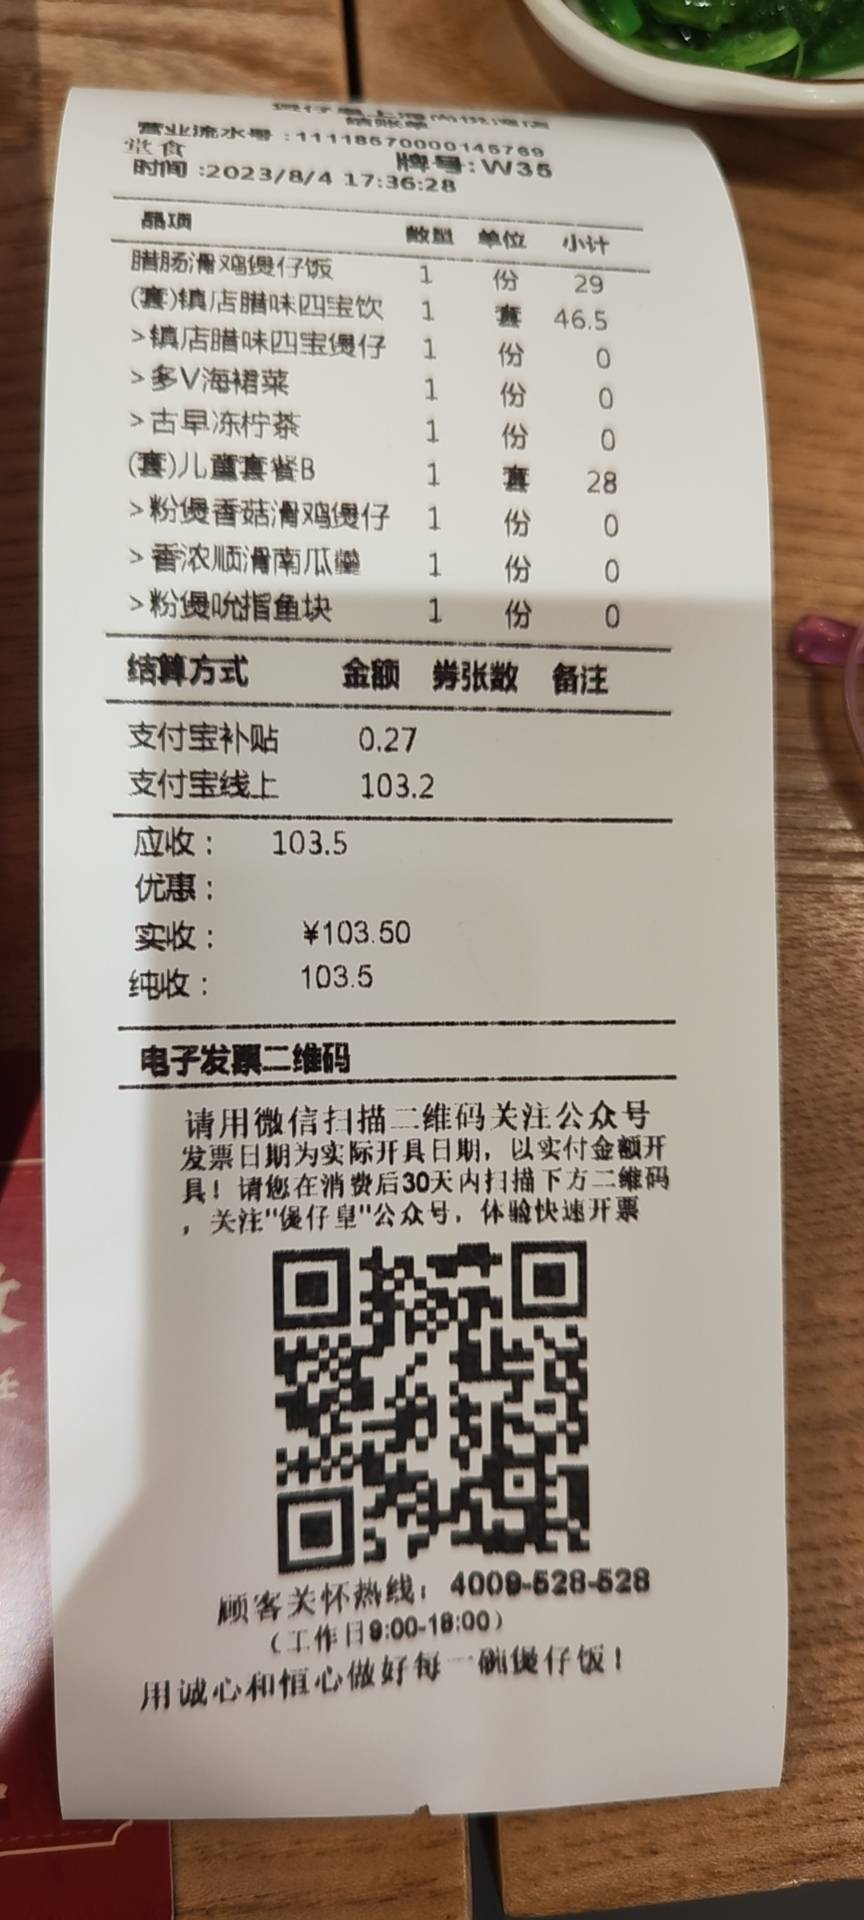 结账单
营业流水号:11118570000145769
堂食 牌号:W35
时间:2023/8/4 17:36:28
品项 数量 单位 小计
腊肠滑鸡煲仔饭 1 份 29
(套)镇店腊味四宝饮 1 套 46.5
>镇店腊味四宝煲仔 1 份 0
>多V海裙菜 1 份 0
>古早冻柠茶 1 份 0
(套)儿童套餐B 1 套 28
>粉煲香菇滑鸡煲仔 1 份 0
>香浓顺滑南瓜羹 1 份 0
>粉煲吮指鱼块 1 份 0
结算方式 金额 券张数 备注
支付宝补贴 0.27
支付宝线上 103.2
应收: 103.5
优惠:
实收: ¥103.50
纯收: 103.5
电子发票二维码
请用微信扫描二维码关注公众号
发票日期为实际开具日期，以实付金额开
具！请您在消费后30天内扫描下方二维码
，关注"煲仔皇"公众号，体验快速开票
顾客关怀热线：4009-528-528
（工作日9:00-18:00）
用诚心和恒心做好每一碗煲仔饭！